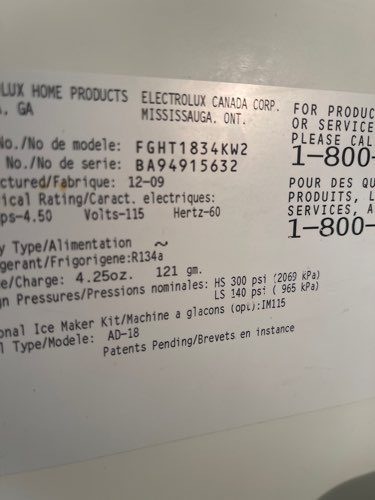 LUX HOME PRODUCTS ELECTROLUX CANADA CORP.
, GA MISSISSAUGA, ONT.
No./No de modele: FGHT1834KW2
No./No de serie: BA94915632
ctured/Fabrique: 12-09
ical Rating/Caract. electriques:
ps-4.50 Volts-115 Hertz-60
y Type/Alimentation ~
gerant/Frigorigene:R134a
e/Charge: 4.25oz. 121 gm.
gn Pressures/Pressions nominales: HS 300 psi (2069 kPa)
LS 140 psi ( 965 kPa)
onal Ice Maker Kit/Machine a glacons (opt):IM115
l Type/Modele: AD-18
Patents Pending/Brevets en instance
FOR PRODUC
OR SERVICE
PLEASE CAL
1-800-
POUR DES QU
PRODUITS, L
SERVICES, A
1-800-